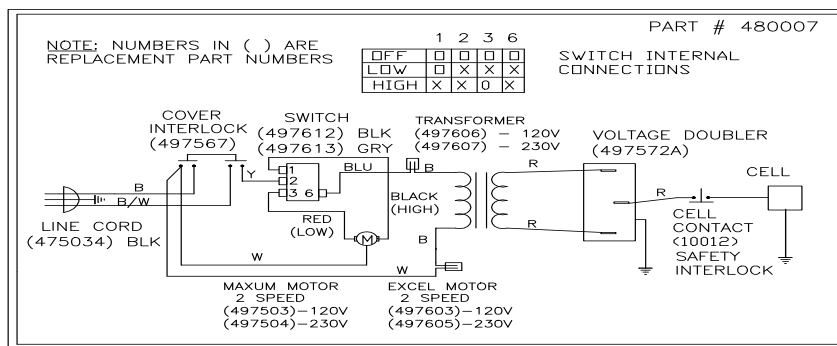 PART # 480007
NOTE: NUMBERS IN ( ) ARE
REPLACEMENT PART NUMBERS
1 2 3 6
OFF O O O O
LOW O X X X
HIGH X X O X
SWITCH INTERNAL
CONNECTIONS
COVER
INTERLOCK
(497567)
SWITCH
(497612) BLK
(497613) GRY
TRANSFORMER
(497606) - 120V
(497607) - 230V
VOLTAGE DOUBLER
(497572A)
CELL
1
2
3 6
Y
BLU
B
R
BLACK
(HIGH)
B
B/W
R
LINE CORD
(475034) BLK
RED
(LOW)
M
B
R
CELL
CONTACT
(10012)
SAFETY
INTERLOCK
W
W
MAXUM MOTOR
2 SPEED
(497503)-120V
(497504)-230V
EXCEL MOTOR
2 SPEED
(497603)-120V
(497605)-230V